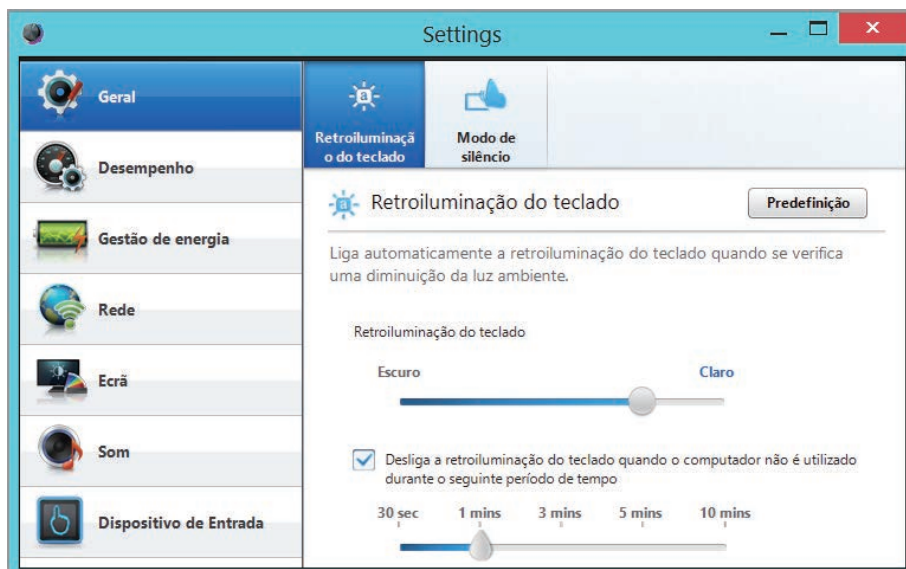 Settings
Geral
Desempenho
Gestão de energia
Rede
Ecrã
Som
Dispositivo de Entrada
Retroiluminaçã
o do teclado
Modo de
silêncio
Retroiluminação do teclado
Predefinição
Liga automaticamente a retroiluminação do teclado quando se verifica
uma diminuição da luz ambiente.
Retroiluminação do teclado
Escuro Claro
Desliga a retroiluminação do teclado quando o computador não é utilizado
durante o seguinte período de tempo
30 sec 1 mins 3 mins 5 mins 10 mins